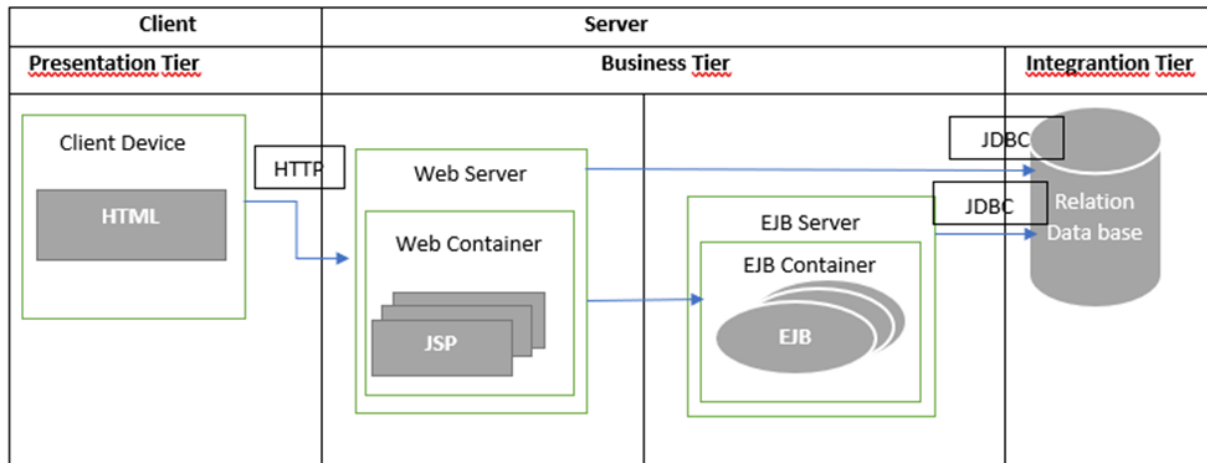 Client
Server
Presentation Tier
Business Tier
Integrantion Tier
Client Device
HTML
HTTP
Web Server
Web Container
JSP
EJB Server
EJB Container
EJB
JDBC
JDBC
Relation
Data base